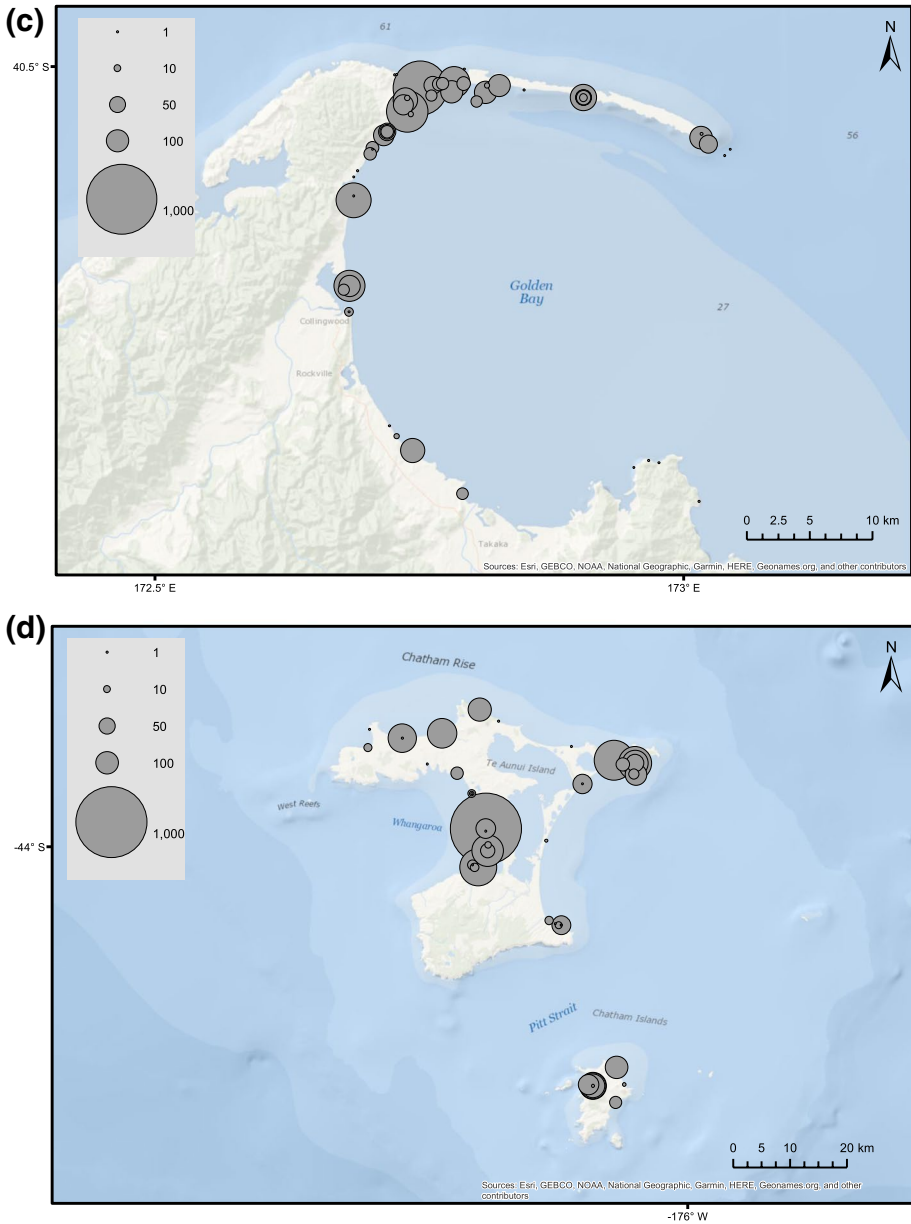 (c)
61
N
1
10
50
100
1,000
40.5° S
56
Golden
Bay
27
Collingwood
Rockville
Takaka
0 2.5 5 10 km
Sources: Esri, GEBCO, NOAA, National Geographic, Garmin, HERE, Geonames.org, and other contributors
172.5° E
173° E
(d)
Chatham Rise
N
1
10
50
100
1,000
Te Aunui Island
West Reefs
Whangaroa
-44° S
Pitt Strait
Chatham Islands
0 5 10 20 km
Sources: Esri, GEBCO, NOAA, National Geographic, Garmin, HERE, Geonames.org, and other
contributors
-176° W